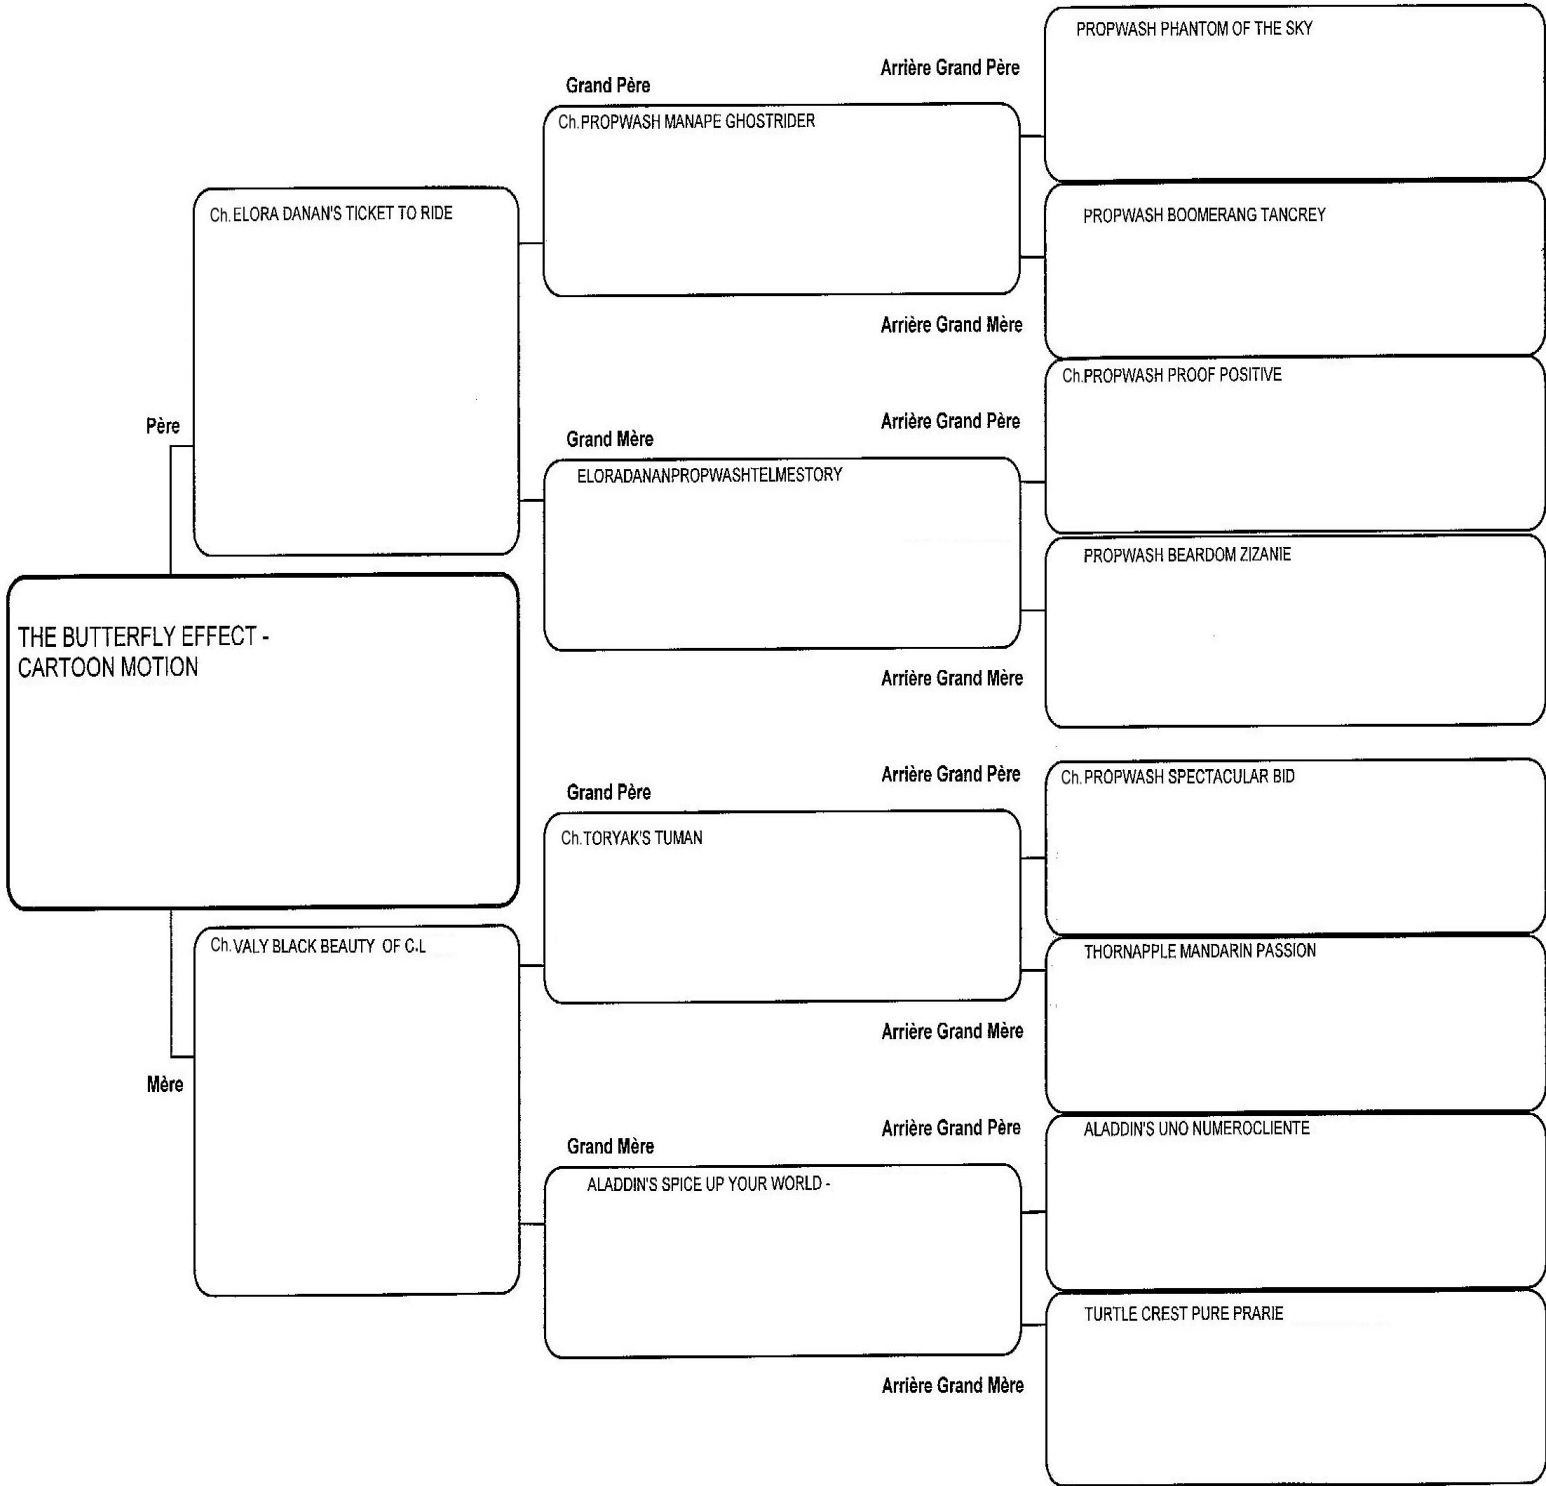 PROPWASH PHANTOM OF THE SKY
Arrière Grand Père
Grand Père
Ch. PROPWASH MANAPE GHOSTRIDER
Ch. ELORA DANAN'S TICKET TO RIDE
PROPWASH BOOMERANG TANCREY
Arrière Grand Mère
Ch. PROPWASH PROOF POSITIVE
Père
Arrière Grand Père
Grand Mère
ELORADANANPROPWASHTELMESTORY
PROPWASH BEARDOM ZIZANIE
THE BUTTERFLY EFFECT -
CARTOON MOTION
Arrière Grand Mère
Arrière Grand Père
Ch. PROPWASH SPECTACULAR BID
Grand Père
Ch. TORYAK'S TUMAN
Ch. VALY BLACK BEAUTY OF C.L
THORNAPPLE MANDARIN PASSION
Arrière Grand Mère
Mère
Arrière Grand Père
ALADDIN'S UNO NUMEROCLIENTE
Grand Mère
ALADDIN'S SPICE UP YOUR WORLD -
TURTLE CREST PURE PRARIE
Arrière Grand Mère